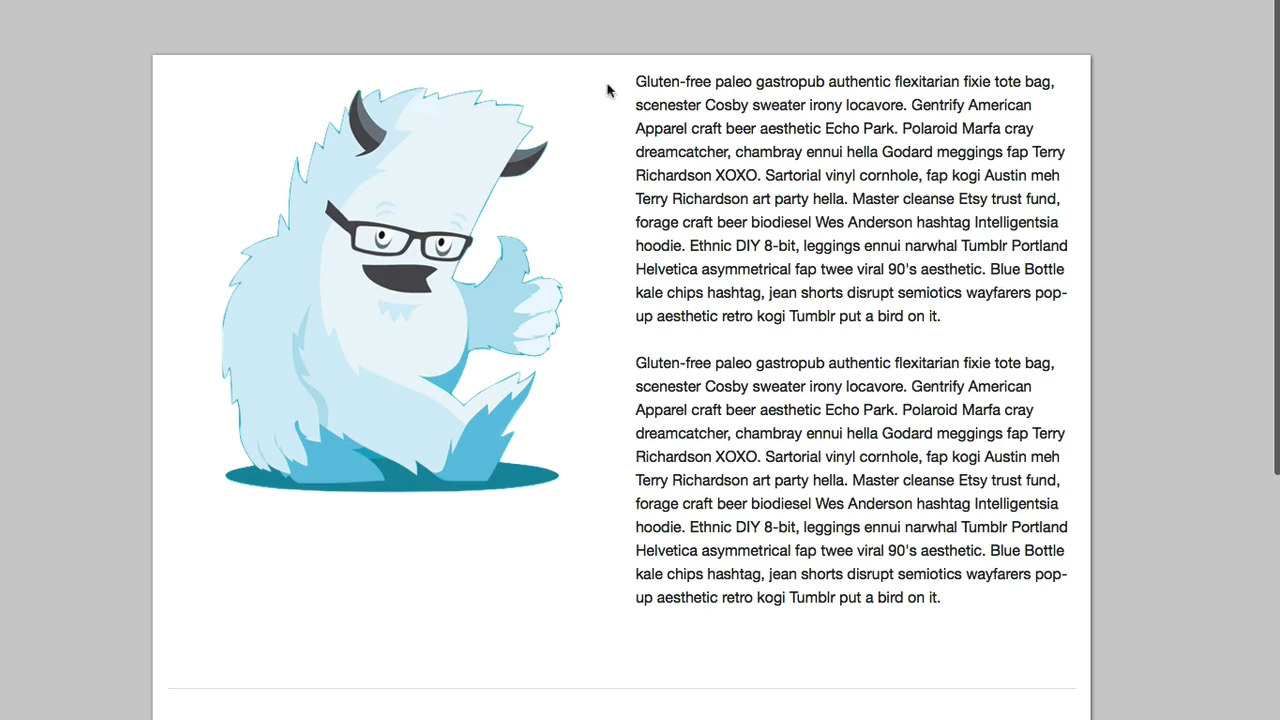 Gluten-free paleo gastropub authentic flexitarian fixie tote bag,
scenester Cosby sweater irony locavore. Gentrify American
Apparel craft beer aesthetic Echo Park. Polaroid Marfa cray
dreamcatcher, chambray ennui hella Godard meggings fap Terry
Richardson XOXO. Sartorial vinyl cornhole, fap kogi Austin meh
Terry Richardson art party hella. Master cleanse Etsy trust fund,
forage craft beer biodiesel Wes Anderson hashtag Intelligentsia
hoodie. Ethnic DIY 8-bit, leggings ennui narwhal Tumblr Portland
Helvetica asymmetrical fap twee viral 90's aesthetic. Blue Bottle
kale chips hashtag, jean shorts disrupt semiotics wayfarers pop-
up aesthetic retro kogi Tumblr put a bird on it.
Gluten-free paleo gastropub authentic flexitarian fixie tote bag,
scenester Cosby sweater irony locavore. Gentrify American
Apparel craft beer aesthetic Echo Park. Polaroid Marfa cray
dreamcatcher, chambray ennui hella Godard meggings fap Terry
Richardson XOXO. Sartorial vinyl cornhole, fap kogi Austin meh
Terry Richardson art party hella. Master cleanse Etsy trust fund,
forage craft beer biodiesel Wes Anderson hashtag Intelligentsia
hoodie. Ethnic DIY 8-bit, leggings ennui narwhal Tumblr Portland
Helvetica asymmetrical fap twee viral 90's aesthetic. Blue Bottle
kale chips hashtag, jean shorts disrupt semiotics wayfarers pop-
up aesthetic retro kogi Tumblr put a bird on it.